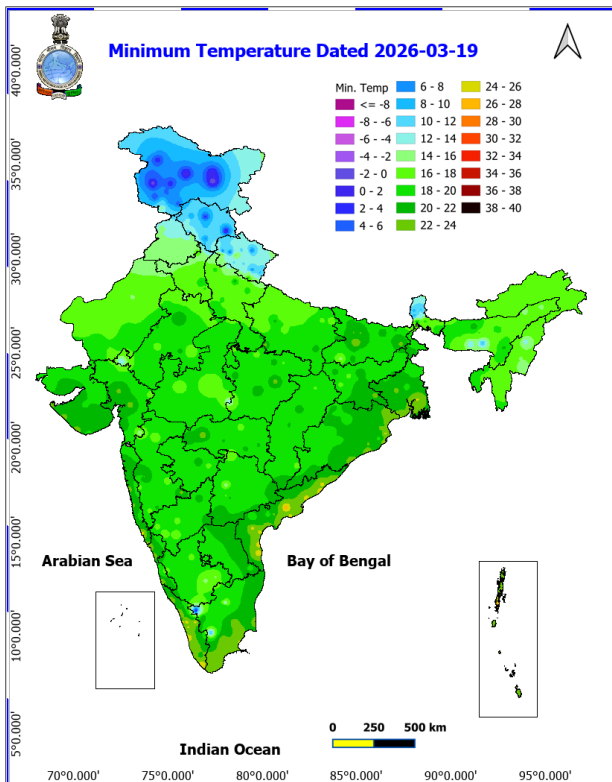 Minimum Temperature Dated 2026-03-19
Min. Temp
<= -8
-8 - -6
-6 - -4
-4 - -2
-2 - 0
0 - 2
2 - 4
4 - 6
6 - 8
8 - 10
10 - 12
12 - 14
14 - 16
16 - 18
18 - 20
20 - 22
22 - 24
24 - 26
26 - 28
28 - 30
30 - 32
32 - 34
34 - 36
36 - 38
38 - 40
40°0.000'
35°0.000'
30°0.000'
25°0.000'
20°0.000'
15°0.000'
10°0.000'
5°0.000'
Arabian Sea
Bay of Bengal
Indian Ocean
0 250 500 km
70°0.000' 75°0.000' 80°0.000' 85°0.000' 90°0.000' 95°0.000'